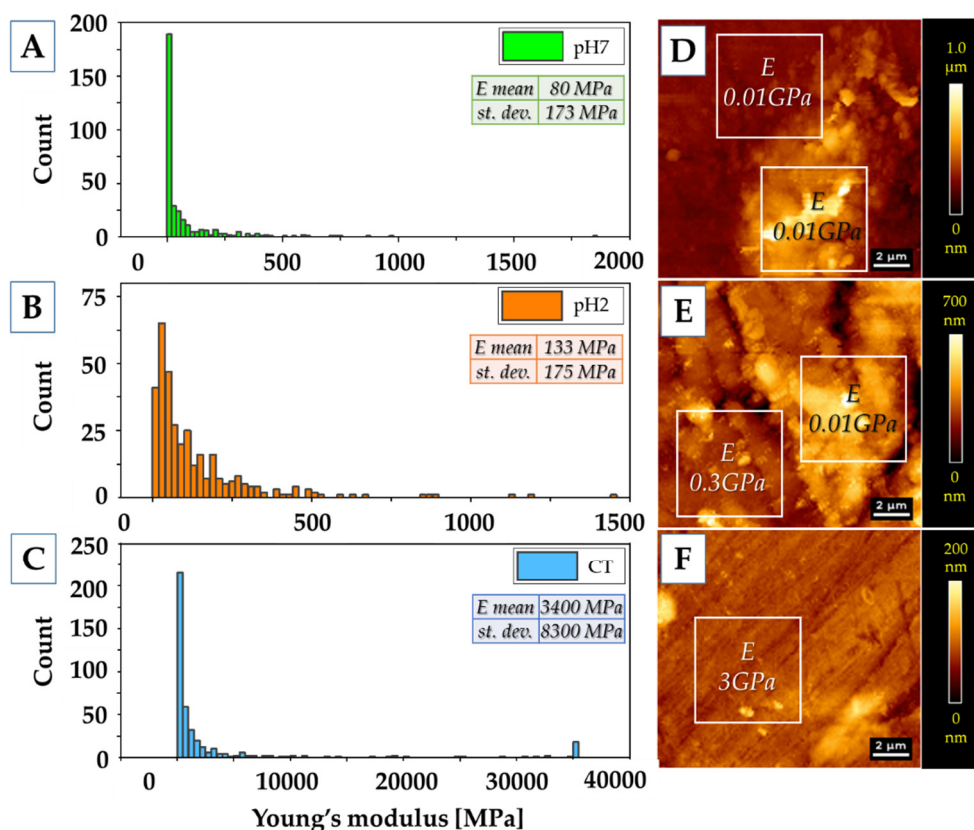 A
200
150
100
50
0
Count
pH7
E mean 80 MPa
st. dev. 173 MPa
0 500 1000 1500 2000
B
75
50
25
0
Count
pH2
E mean 133 MPa
st. dev. 175 MPa
0 500 1000 1500
C
250
200
150
100
50
0
Count
CT
E mean 3400 MPa
st. dev. 8300 MPa
0 10000 20000 30000 40000
Young's modulus [MPa]
D
E
0.01GPa
E
0.01GPa
2 µm
1.0
µm
0
nm
E
E
0.01GPa
E
0.3GPa
2 µm
700
nm
0
nm
F
E
3GPa
2 µm
200
nm
0
nm